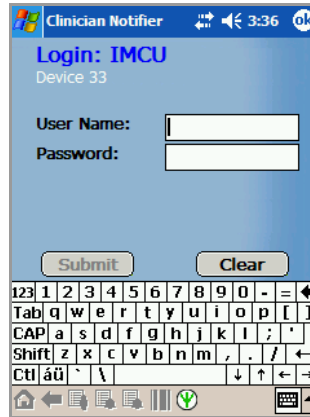 Clinician Notifier 3:36 ok
Login: IMCU
Device 33
User Name:
Password:
Submit Clear
123 1 2 3 4 5 6 7 8 9 0 - =
Tab q w e r t y u i o p [ ]
CAP a s d f g h j k l ; '
Shift z x c v b n m , . /
Ctl áü ` \